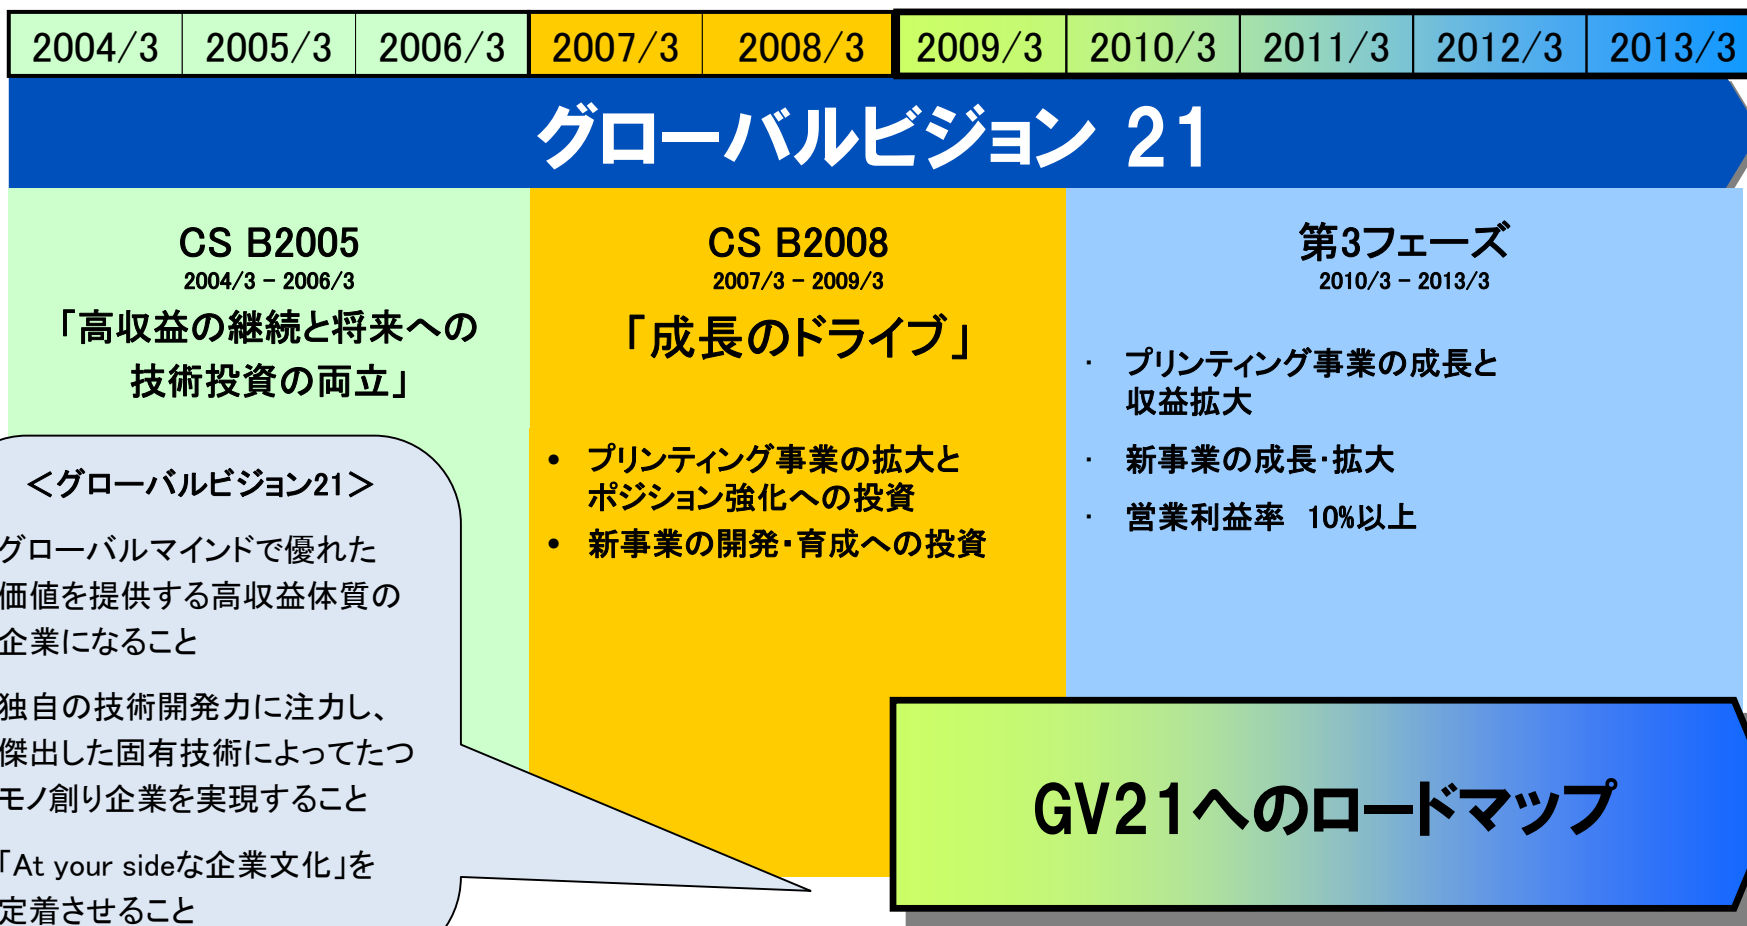 2004/3 2005/3 2006/3 2007/3 2008/3 2009/3 2010/3 2011/3 2012/3 2013/3
グローバルビジョン 21
CS B2005
2004/3 - 2006/3
「高収益の継続と将来への
技術投資の両立」
CS B2008
2007/3 - 2009/3
「成長のドライブ」
• プリンティング事業の拡大と
ポジション強化への投資
• 新事業の開発・育成への投資
第3フェーズ
2010/3 - 2013/3
・ プリンティング事業の成長と
収益拡大
・ 新事業の成長・拡大
・ 営業利益率 10%以上
＜グローバルビジョン21＞
グローバルマインドで優れた
価値を提供する高収益体質の
企業になること
独自の技術開発力に注力し、
傑出した固有技術によってたつ
モノ創り企業を実現すること
「At your sideな企業文化」を
定着させること
GV21へのロードマップ